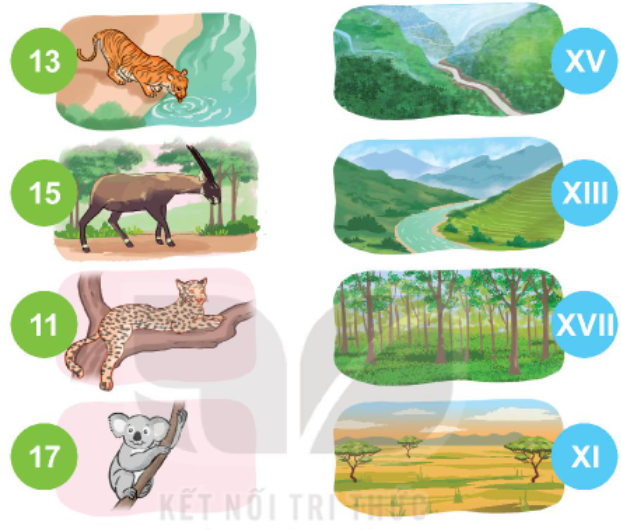 13
XV
15
XIII
11
XVII
17
XI
KẾT NỐI TRI THỨC